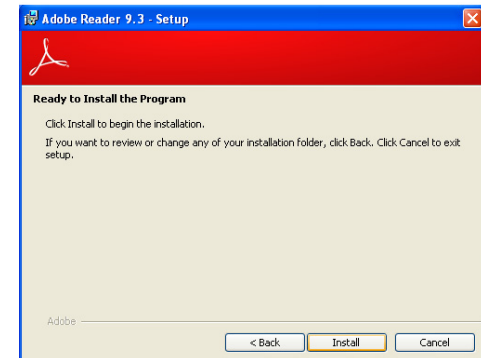 Adobe Reader 9.3 - Setup
Ready to Install the Program
Click Install to begin the installation.
If you want to review or change any of your installation folder, click Back. Click Cancel to exit
setup.
Adobe
< Back Install Cancel